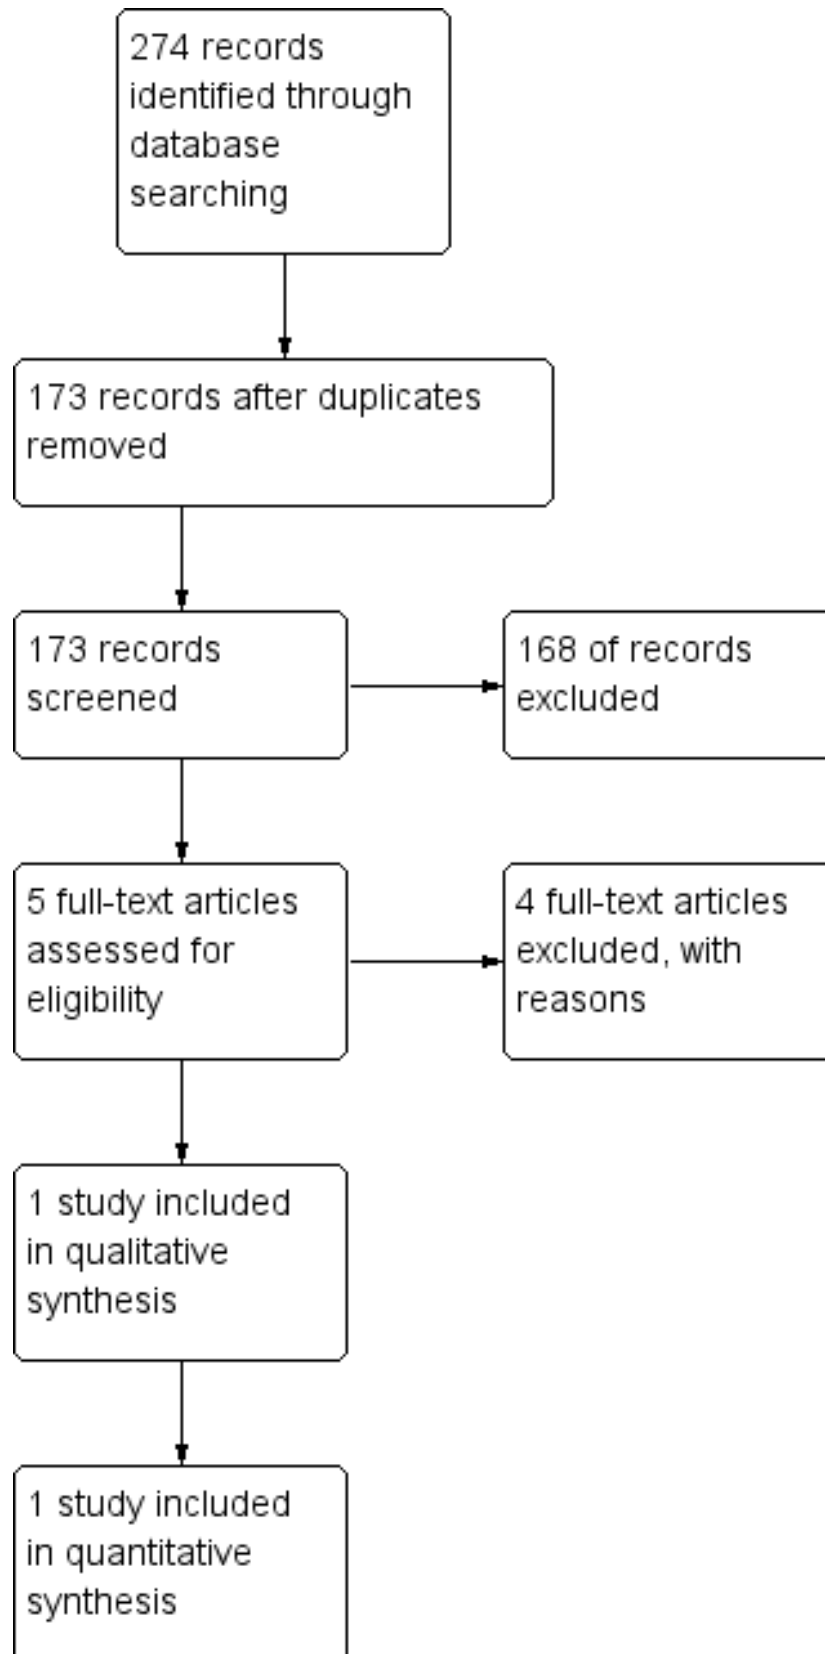 274 records
identified through
database
searching
173 records after duplicates
removed
173 records
screened
168 of records
excluded
5 full-text articles
assessed for
eligibility
4 full-text articles
excluded, with
reasons
1 study included
in qualitative
synthesis
1 study included
in quantitative
synthesis